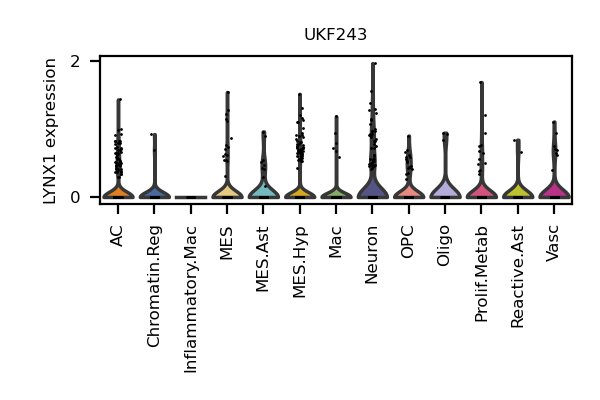 UKF243
LYNX1 expression
2
0
AC
Chromatin.Reg
Inflammatory.Mac
MES
MES.Ast
MES.Hyp
Mac
Neuron
OPC
Oligo
Prolif.Metab
Reactive.Ast
Vasc